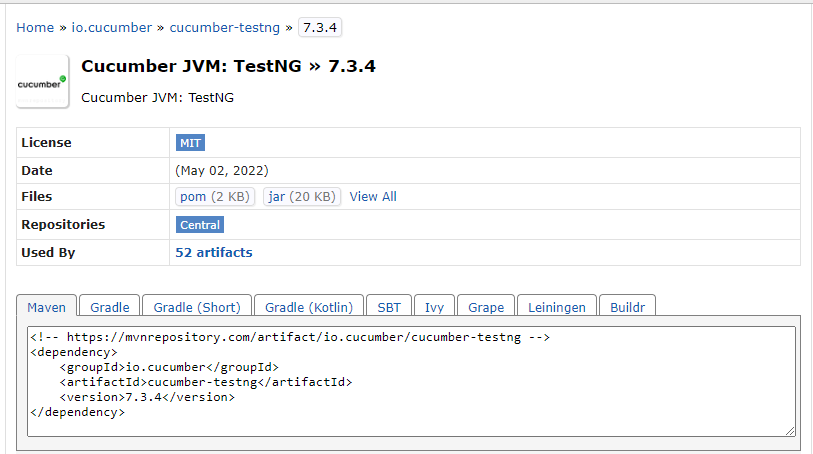 Home » io.cucumber » cucumber-testng » 7.3.4
cucumber
Cucumber JVM: TestNG » 7.3.4
Cucumber JVM: TestNG
License MIT
Date (May 02, 2022)
Files pom (2 KB) jar (20 KB) View All
Repositories Central
Used By 52 artifacts
Maven Gradle Gradle (Short) Gradle (Kotlin) SBT Ivy Grape Leiningen Buildr
<!-- https://mvnrepository.com/artifact/io.cucumber/cucumber-testng -->
<dependency>
    <groupId>io.cucumber</groupId>
    <artifactId>cucumber-testng</artifactId>
    <version>7.3.4</version>
</dependency>